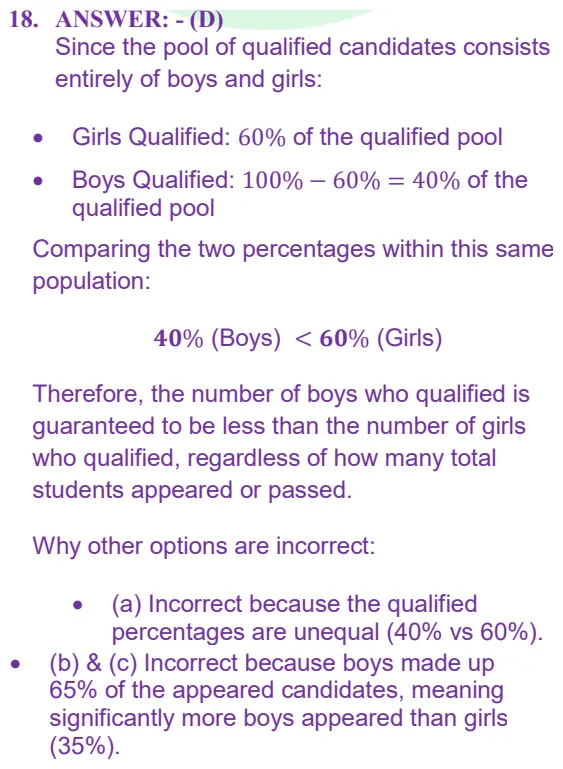 18. ANSWER: - (D)
Since the pool of qualified candidates consists
entirely of boys and girls:
• Girls Qualified: 60% of the qualified pool
• Boys Qualified: 100% − 60% = 40% of the
qualified pool
Comparing the two percentages within this same
population:
40% (Boys) < 60% (Girls)
Therefore, the number of boys who qualified is
guaranteed to be less than the number of girls
who qualified, regardless of how many total
students appeared or passed.
Why other options are incorrect:
• (a) Incorrect because the qualified
percentages are unequal (40% vs 60%).
• (b) & (c) Incorrect because boys made up
65% of the appeared candidates, meaning
significantly more boys appeared than girls
(35%).